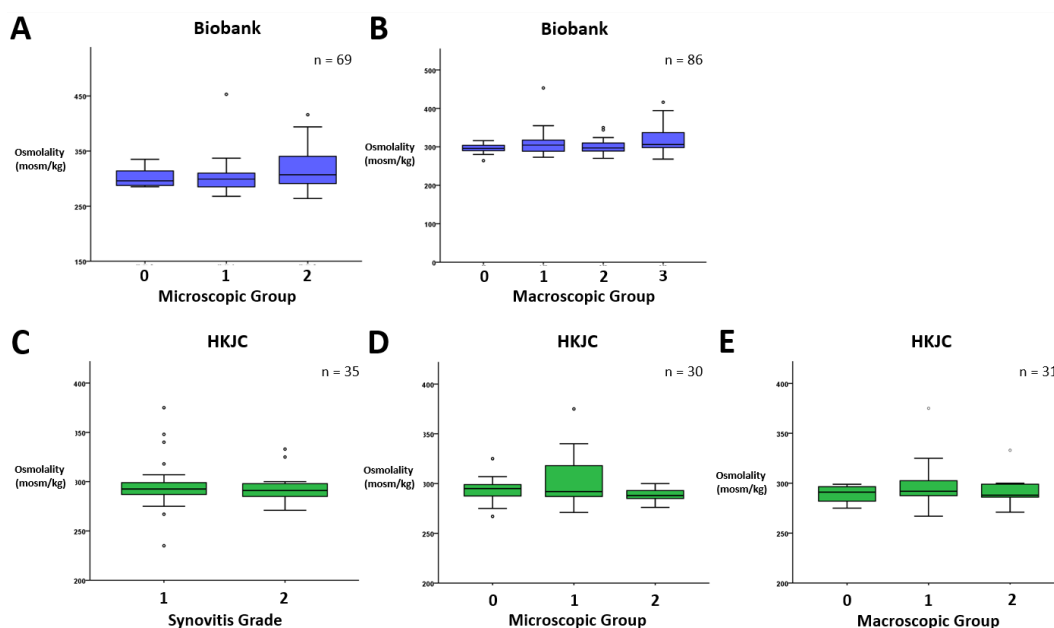 A
Biobank
n = 69
450
350
250
150
Osmolality
(mosm/kg)
0 1 2
Microscopic Group
B
Biobank
n = 86
500
400
300
200
100
0
Osmolality
(mosm/kg)
0 1 2 3
Macroscopic Group
C
HKJC
n = 35
400
350
300
250
200
Osmolality
(mosm/kg)
1 2
Synovitis Grade
D
HKJC
n = 30
400
350
300
250
200
Osmolality
(mosm/kg)
0 1 2
Microscopic Group
E
HKJC
n = 31
400
350
300
250
200
Osmolality
(mosm/kg)
0 1 2
Macroscopic Group